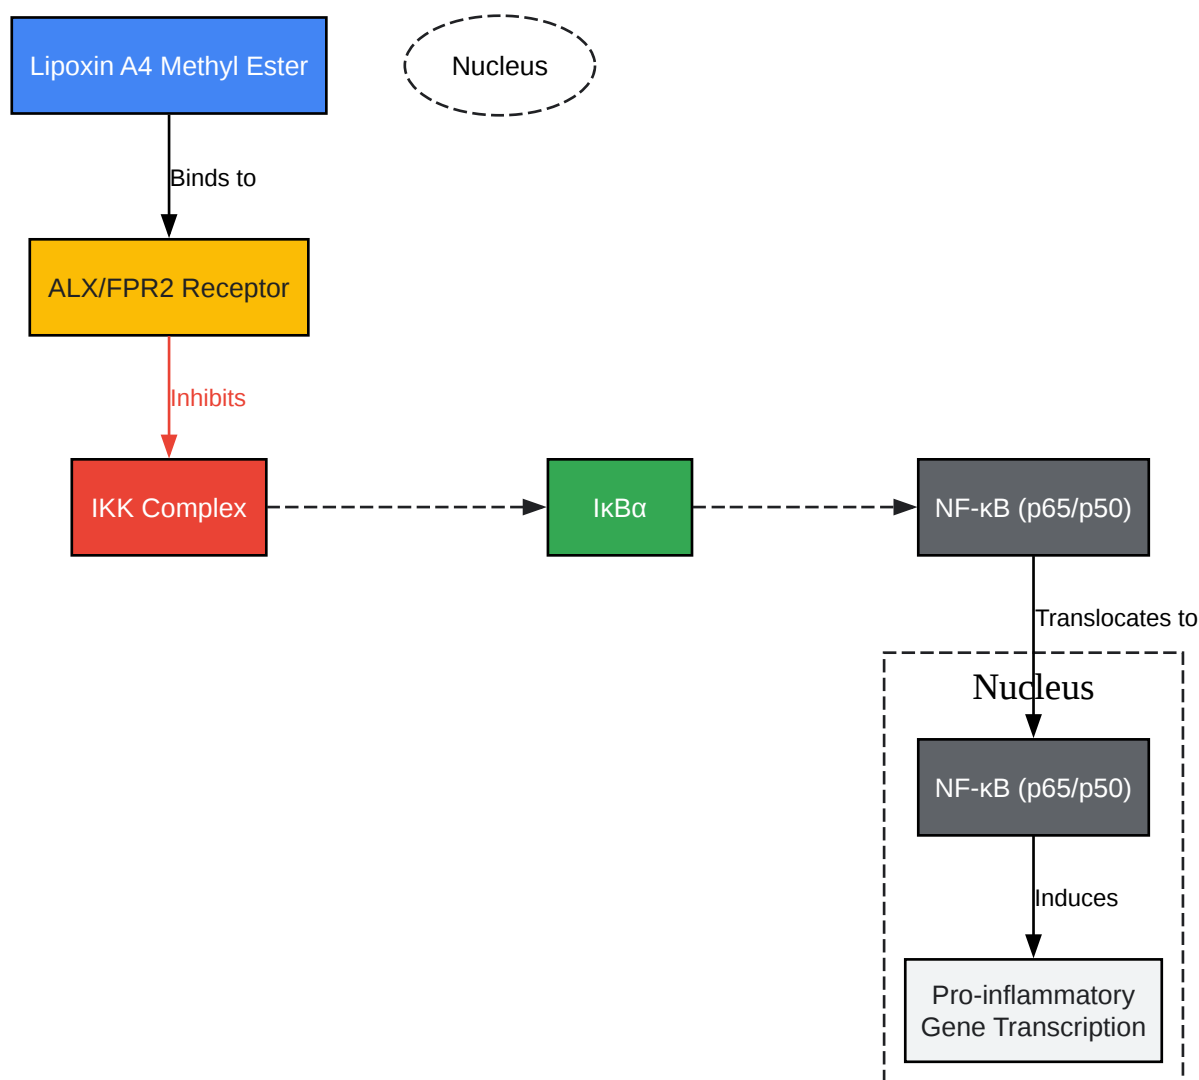 Lipoxin A4 Methyl Ester
Nucleus
Binds to
ALX/FPR2 Receptor
Inhibits
IKK Complex
IκBα
NF-κB (p65/p50)
Translocates to
Nucleus
NF-κB (p65/p50)
Induces
Pro-inflammatory
Gene Transcription